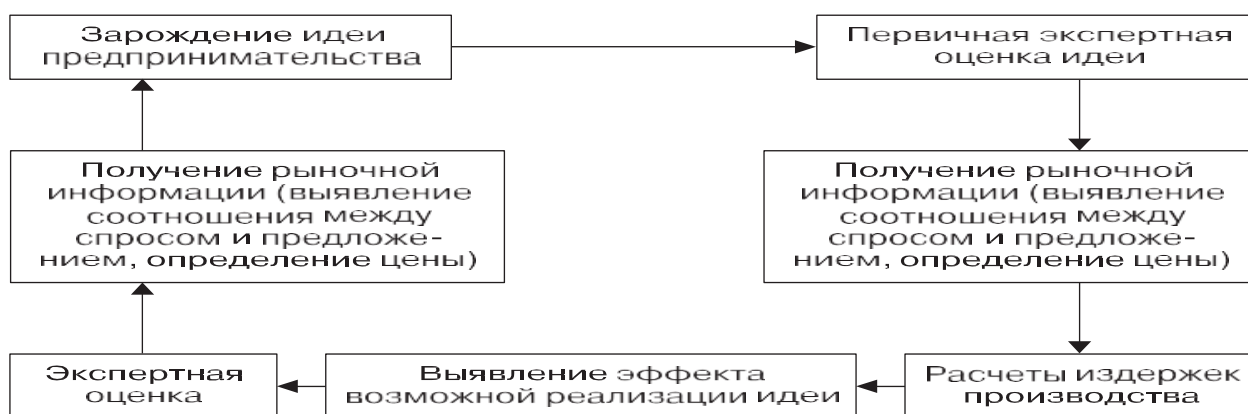 Зарождение идеи
предпринимательства
Первичная экспертная
оценка идеи
Получение рыночной
информации (выявление
соотношения между
спросом и предложе-
нием, определение цены)
Получение рыночной
информации (выявление
соотношения между
спросом и предложе-
нием, определение цены)
Экспертная
оценка
Выявление эффекта
возможной реализации идеи
Расчеты издержек
производства